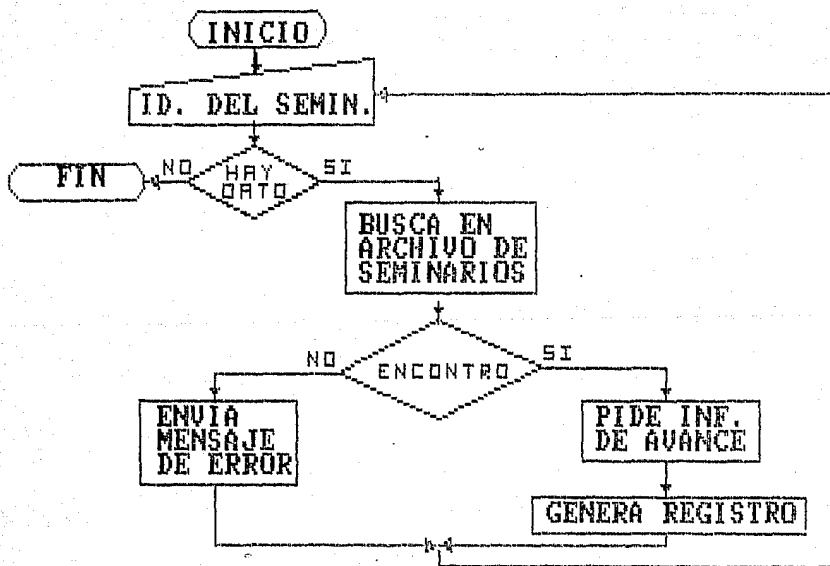 INICIO
ID. DEL SEMIN.
NO
HAY
DATO
SI
FIN
BUSCA EN
ARCHIVO DE
SEMINARIOS
NO
ENCONTRO
SI
ENVIA
MENSAJE
DE ERROR
PIDE INF.
DE AVANCE
GENERA REGISTRO